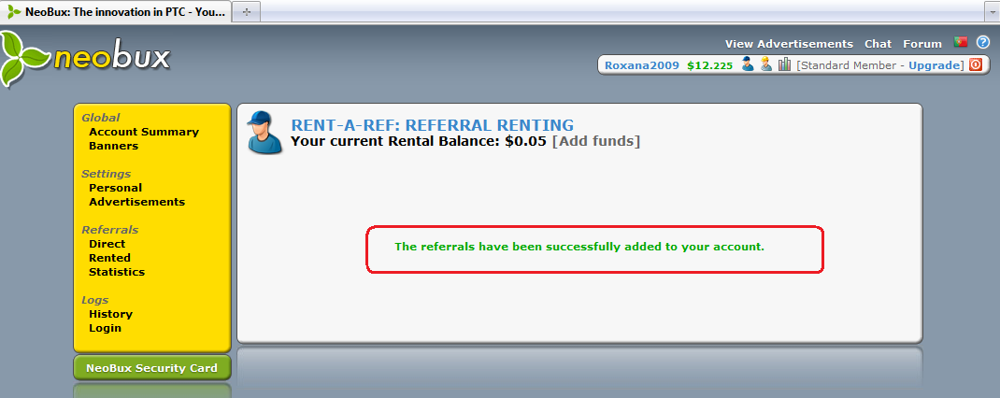 NeoBux: The innovation in PTC - You...
neobux
View Advertisements Chat Forum
Roxana2009 $12.225 [Standard Member - Upgrade]
Global
Account Summary
Banners
Settings
Personal
Advertisements
Referrals
Direct
Rented
Statistics
Logs
History
Login
NeoBux Security Card
RENT-A-REF: REFERRAL RENTING
Your current Rental Balance: $0.05 [Add funds]
The referrals have been successfully added to your account.